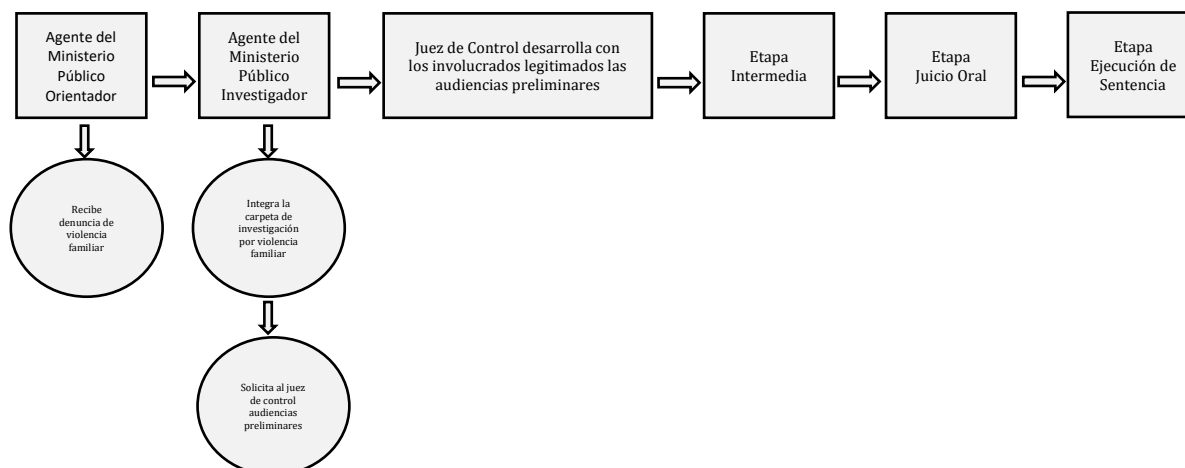 Agente del
Ministerio
Público
Orientador
Agente del
Ministerio
Público
Investigador
Juez de Control desarrolla con
los involucrados legitimados las
audiencias preliminares
Etapa
Intermedia
Etapa
Juicio Oral
Etapa
Ejecución de
Sentencia
Recibe
denuncia de
violencia
familiar
Integra la
carpeta de
investigación
por violencia
familiar
Solicita al juez
de control
audiencias
preliminares